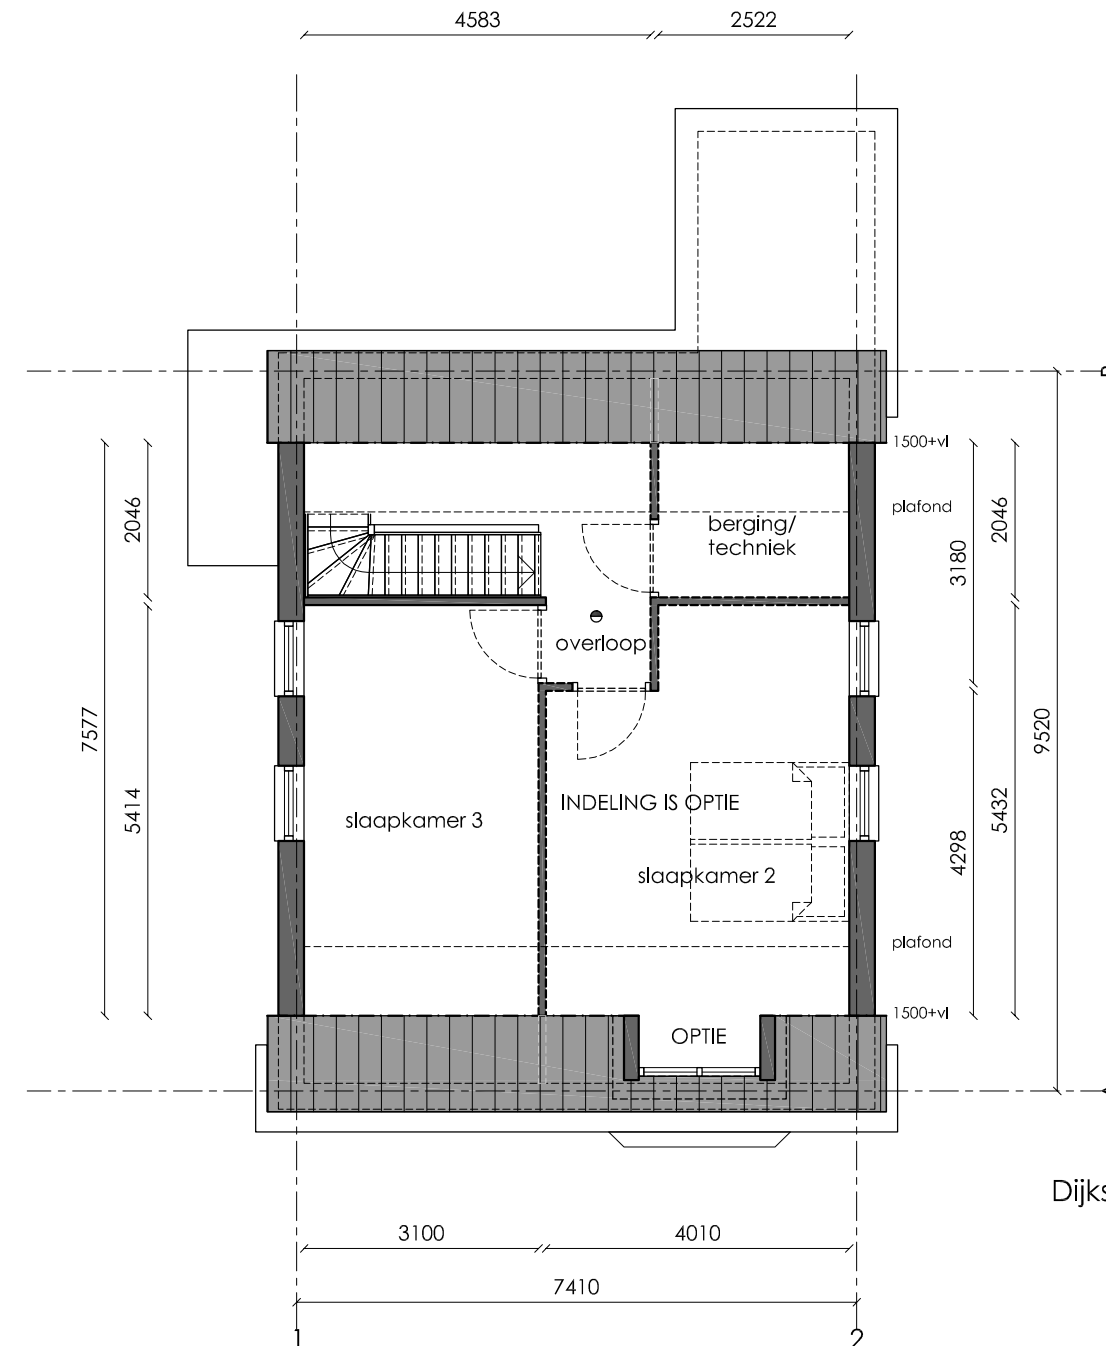 4583
2522
1500+vl
plafond
2046
2046
3180
berging/
techniek
overloop
7577
9520
5414
5432
4298
INDELING IS OPTIE
slaapkamer 3
slaapkamer 2
plafond
1500+vl
OPTIE
Dijks
3100
4010
7410
1
2